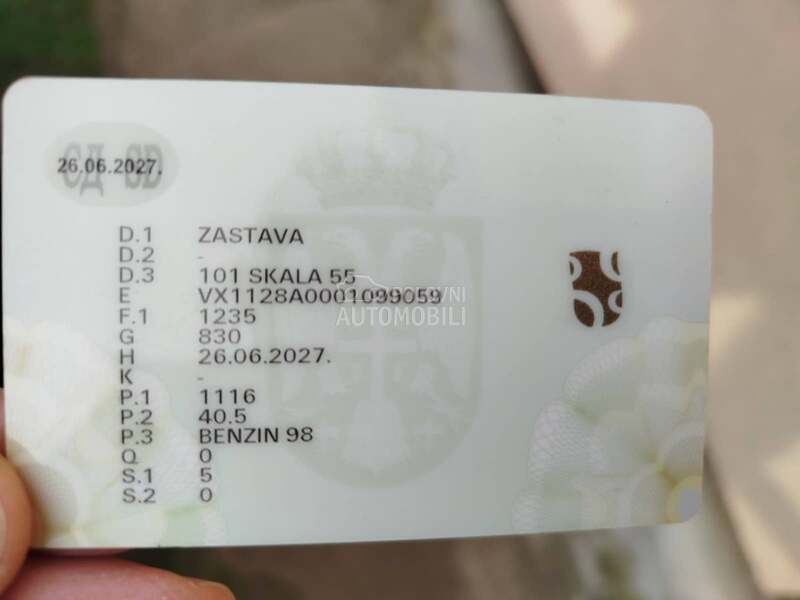 СД SD
26.06.2027.
D.1 ZASTAVA
D.2 -
D.3 101 SKALA 55
E VX1128A0001099059
F.1 1235
G 830
H 26.06.2027.
K -
P.1 1116
P.2 40.5
P.3 BENZIN 98
Q 0
S.1 5
S.2 0
AUTOMOBILI